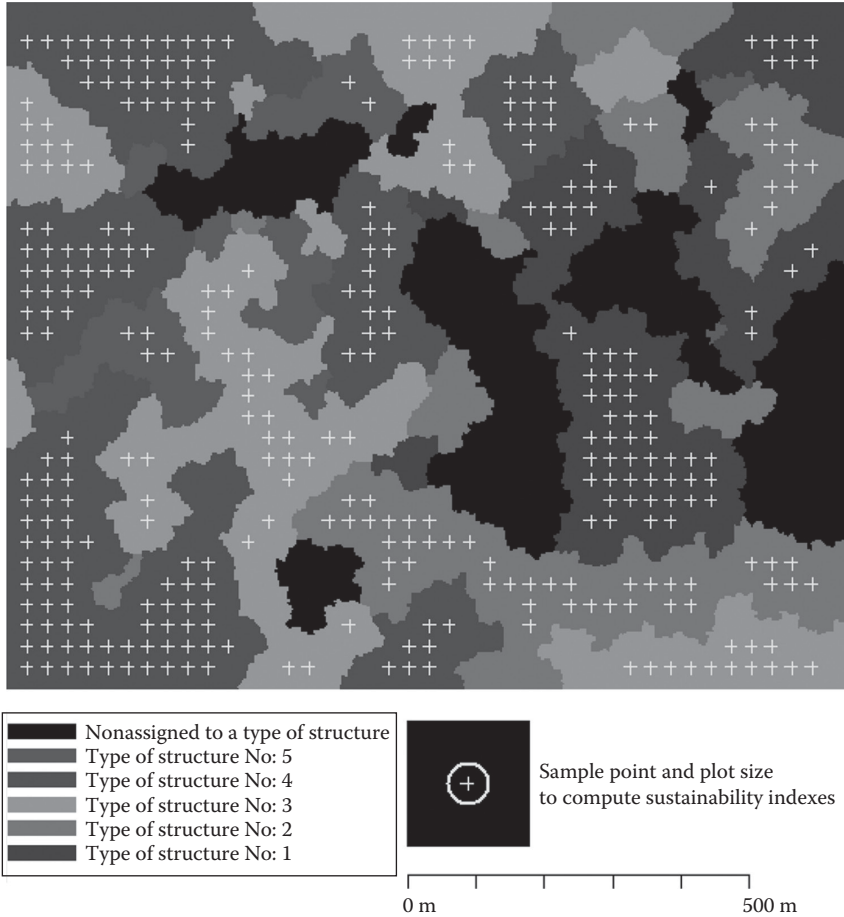 Nonassigned to a type of structure
Type of structure No: 5
Type of structure No: 4
Type of structure No: 3
Type of structure No: 2
Type of structure No: 1
Sample point and plot size
to compute sustainability indexes
0 m 500 m